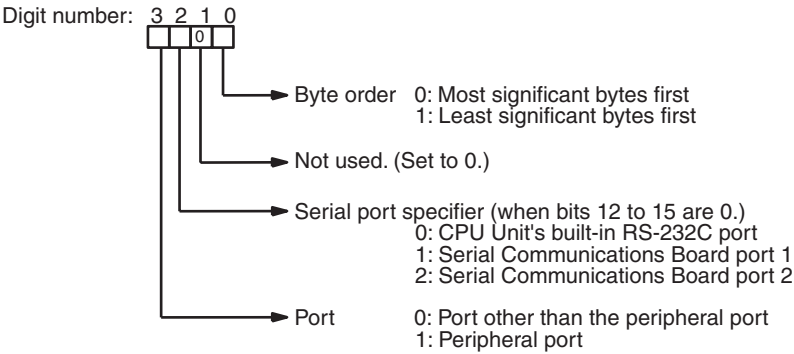 Digit number: 3 2 1 0
0
Byte order 0: Most significant bytes first
1: Least significant bytes first
Not used. (Set to 0.)
Serial port specifier (when bits 12 to 15 are 0.)
0: CPU Unit's built-in RS-232C port
1: Serial Communications Board port 1
2: Serial Communications Board port 2
Port 0: Port other than the peripheral port
1: Peripheral port